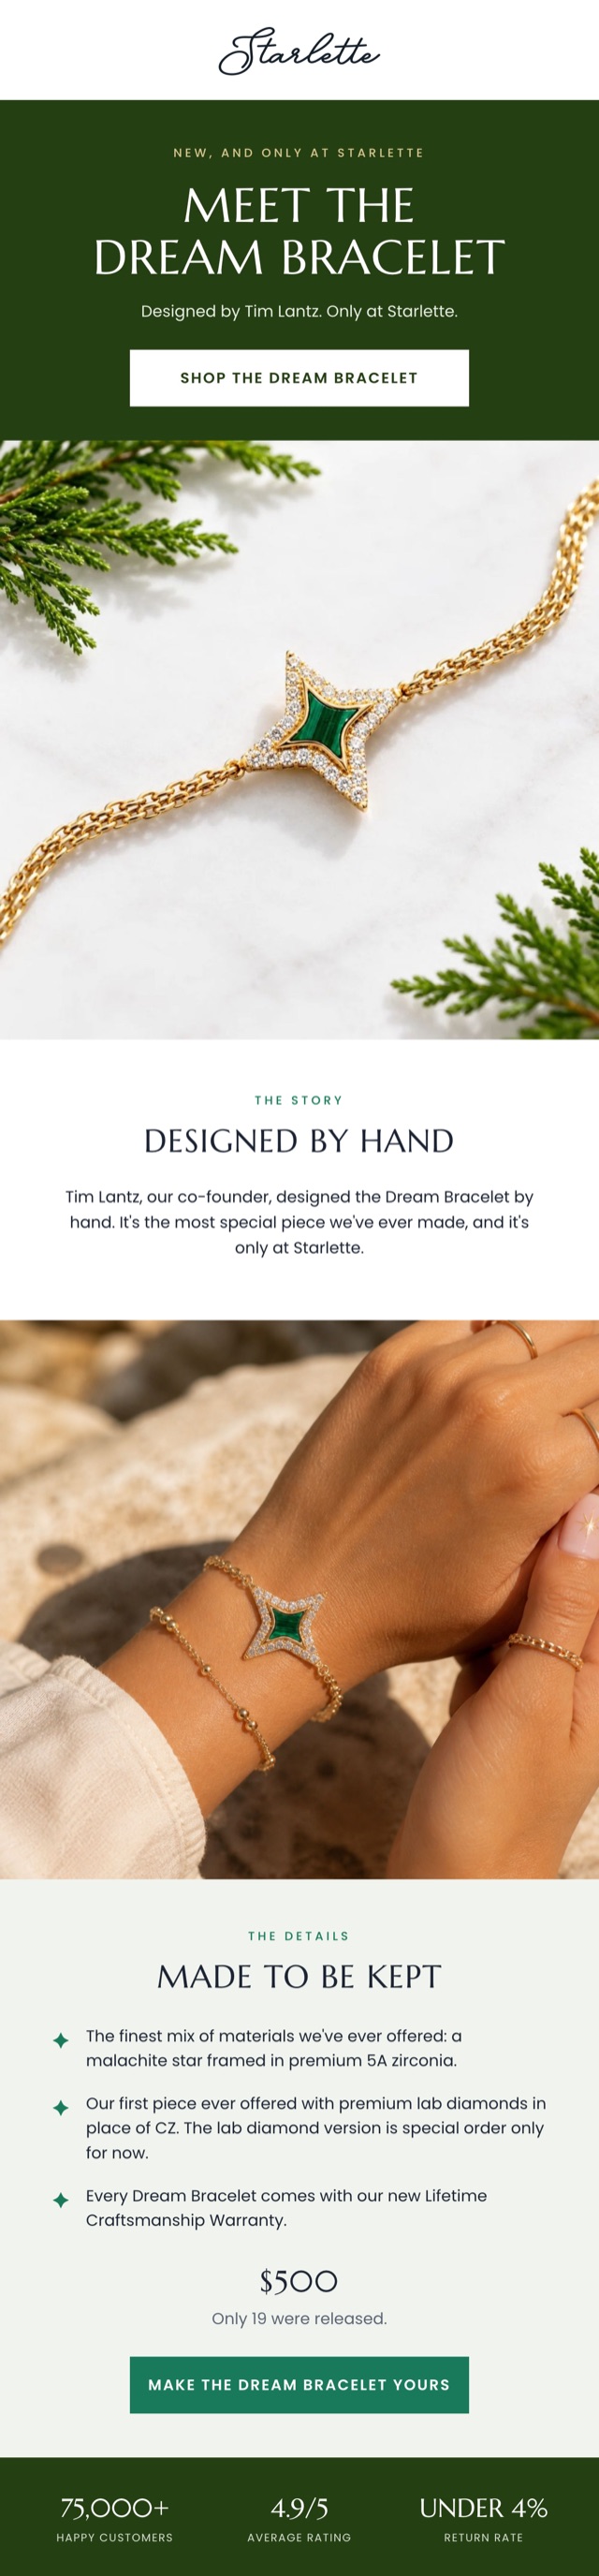 Starlette
NEW, AND ONLY AT STARLETTE
MEET THE
DREAM BRACELET
Designed by Tim Lantz. Only at Starlette.
SHOP THE DREAM BRACELET
THE STORY
DESIGNED BY HAND
Tim Lantz, our co-founder, designed the Dream Bracelet by
hand. It's the most special piece we've ever made, and it's
only at Starlette.
THE DETAILS
MADE TO BE KEPT
The finest mix of materials we've ever offered: a
malachite star framed in premium 5A zirconia.
Our first piece ever offered with premium lab diamonds in
place of CZ. The lab diamond version is special order only
for now.
Every Dream Bracelet comes with our new Lifetime
Craftsmanship Warranty.
$500
Only 19 were released.
MAKE THE DREAM BRACELET YOURS
75,000+ 4.9/5 UNDER 4%
HAPPY CUSTOMERS AVERAGE RATING RETURN RATE